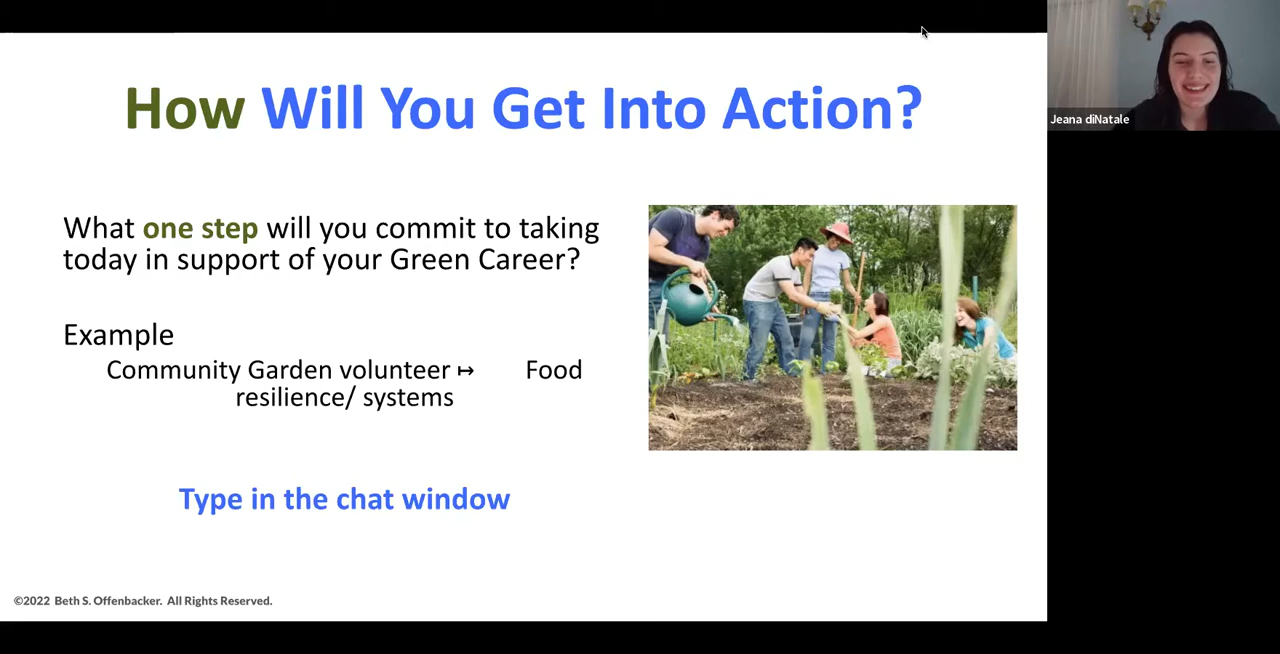 How Will You Get Into Action?
Jeana diNatale
What one step will you commit to taking
today in support of your Green Career?
Example
Community Garden volunteer ↦ Food
resilience/ systems
Type in the chat window
©2022 Beth S. Offenbacker. All Rights Reserved.